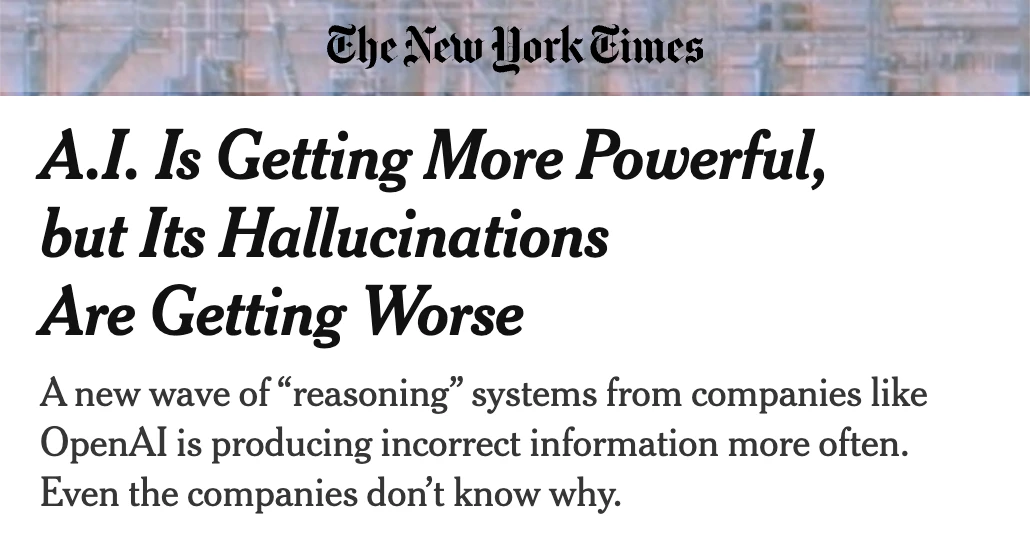 The New York Times
A.I. Is Getting More Powerful,
but Its Hallucinations
Are Getting Worse
A new wave of “reasoning” systems from companies like
OpenAI is producing incorrect information more often.
Even the companies don’t know why.